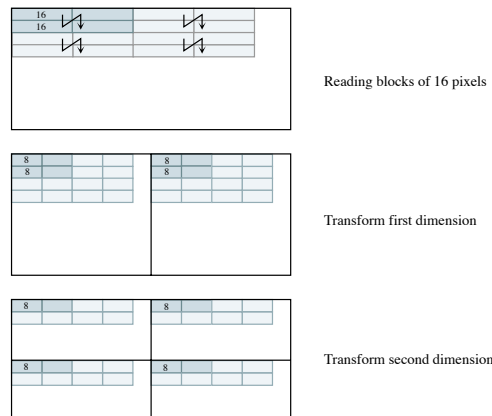 16
16
Reading blocks of 16 pixels
8 8
8 8
Transform first dimension
8 8
8 8
Transform second dimension